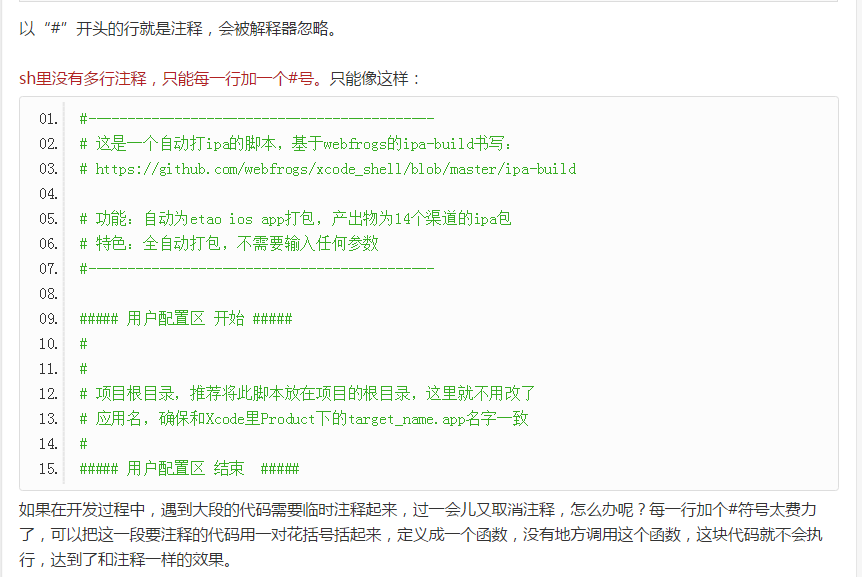 以“#”开头的行就是注释，会被解释器忽略。
sh里没有多行注释，只能每一行加一个#号。只能像这样：
01. #--------------------------------------------
02. # 这是一个自动打ipa的脚本，基于webfrogs的ipa-build书写：
03. # https://github.com/webfrogs/xcode_shell/blob/master/ipa-build
04.
05. # 功能：自动为etao ios app打包，产出物为14个渠道的ipa包
06. # 特色：全自动打包，不需要输入任何参数
07. #--------------------------------------------
08.
09. ##### 用户配置区 开始 #####
10. #
11. #
12. # 项目根目录，推荐将此脚本放在项目的根目录，这里就不用改了
13. # 应用名，确保和Xcode里Product下的target_name.app名字一致
14. #
15. ##### 用户配置区 结束  #####
如果在开发过程中，遇到大段的代码需要临时注释起来，过一会儿又取消注释，怎么办呢？每一行加个#符号太费力
了，可以把这一段要注释的代码用一对花括号括起来，定义成一个函数，没有地方调用这个函数，这块代码就不会执
行，达到了和注释一样的效果。